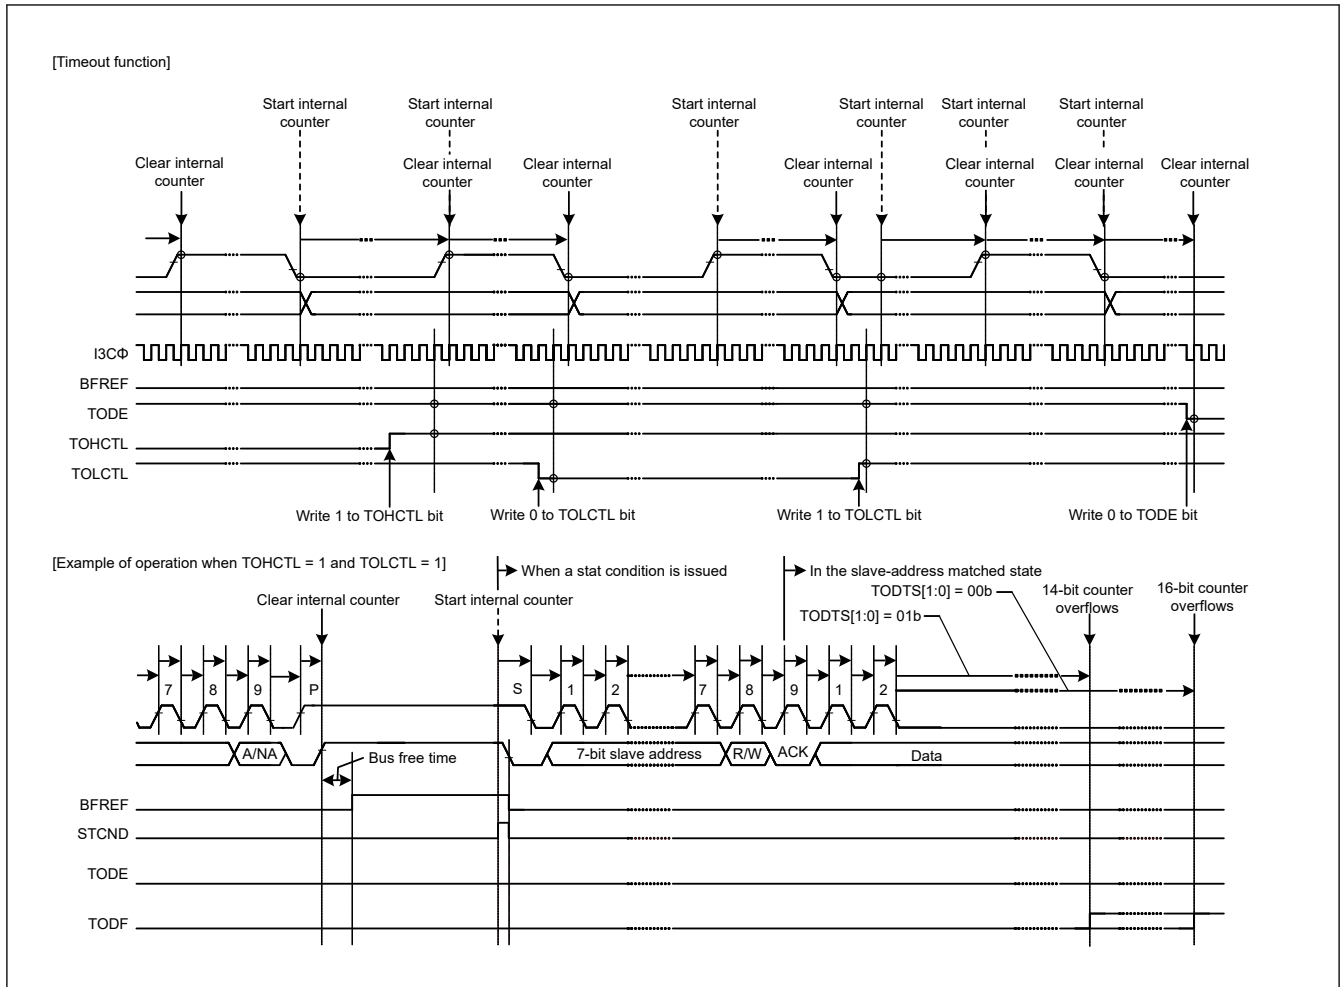 [Timeout function]
Start internal
counter
Start internal
counter
Start internal
counter
Start internal
counter
Start internal
counter
Start internal
counter
Clear internal
counter
Clear internal
counter
Clear internal
counter
Clear internal
counter
Clear internal
counter
Clear internal
counter
Clear internal
counter
I3CΦ
BFREF
TODE
TOHCTL
TOLCTL
Write 1 to TOHCTL bit
Write 0 to TOLCTL bit
Write 1 to TOLCTL bit
Write 0 to TODE bit
[Example of operation when TOHCTL = 1 and TOLCTL = 1]
When a stat condition is issued
In the slave-address matched state
TODTS[1:0] = 00b
TODTS[1:0] = 01b
14-bit counter
overflows
16-bit counter
overflows
Clear internal counter
Start internal counter
7 8 9 P S 1 2 7 8 9 1 2
A/NA
7-bit slave address
R/W
ACK
Data
Bus free time
BFREF
STCND
TODE
TODF